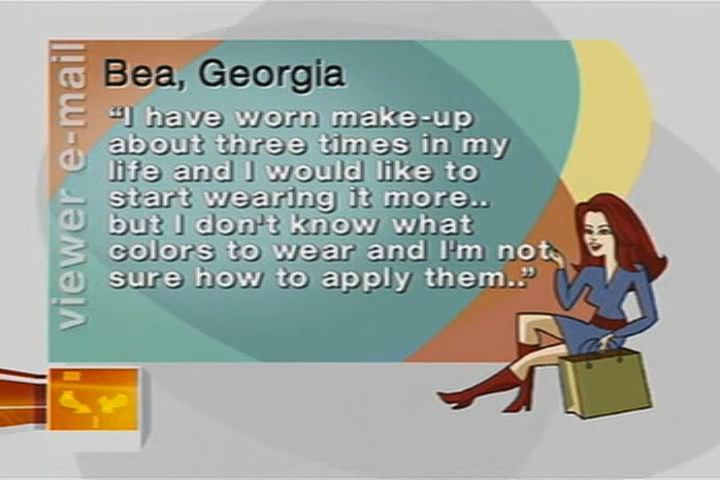 viewer e-mail
Bea, Georgia
“I have worn make-up
about three times in my
life and I would like to
start wearing it more..
but I don't know what
colors to wear and I'm not
sure how to apply them..”